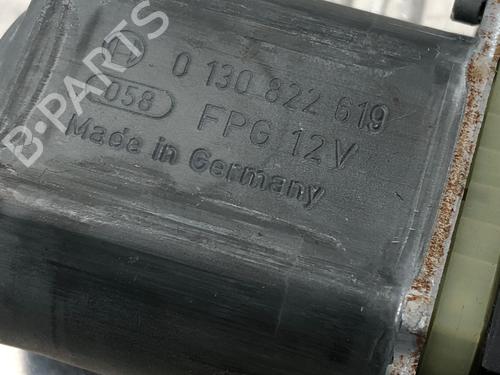 0 130 822 619
058 FPG 12V
Made in Germany
B-PARTS